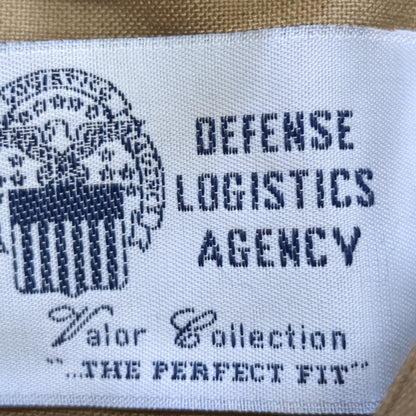 DEFENSE
LOGISTICS
AGENCY
Valor Collection
"...THE PERFECT FIT"